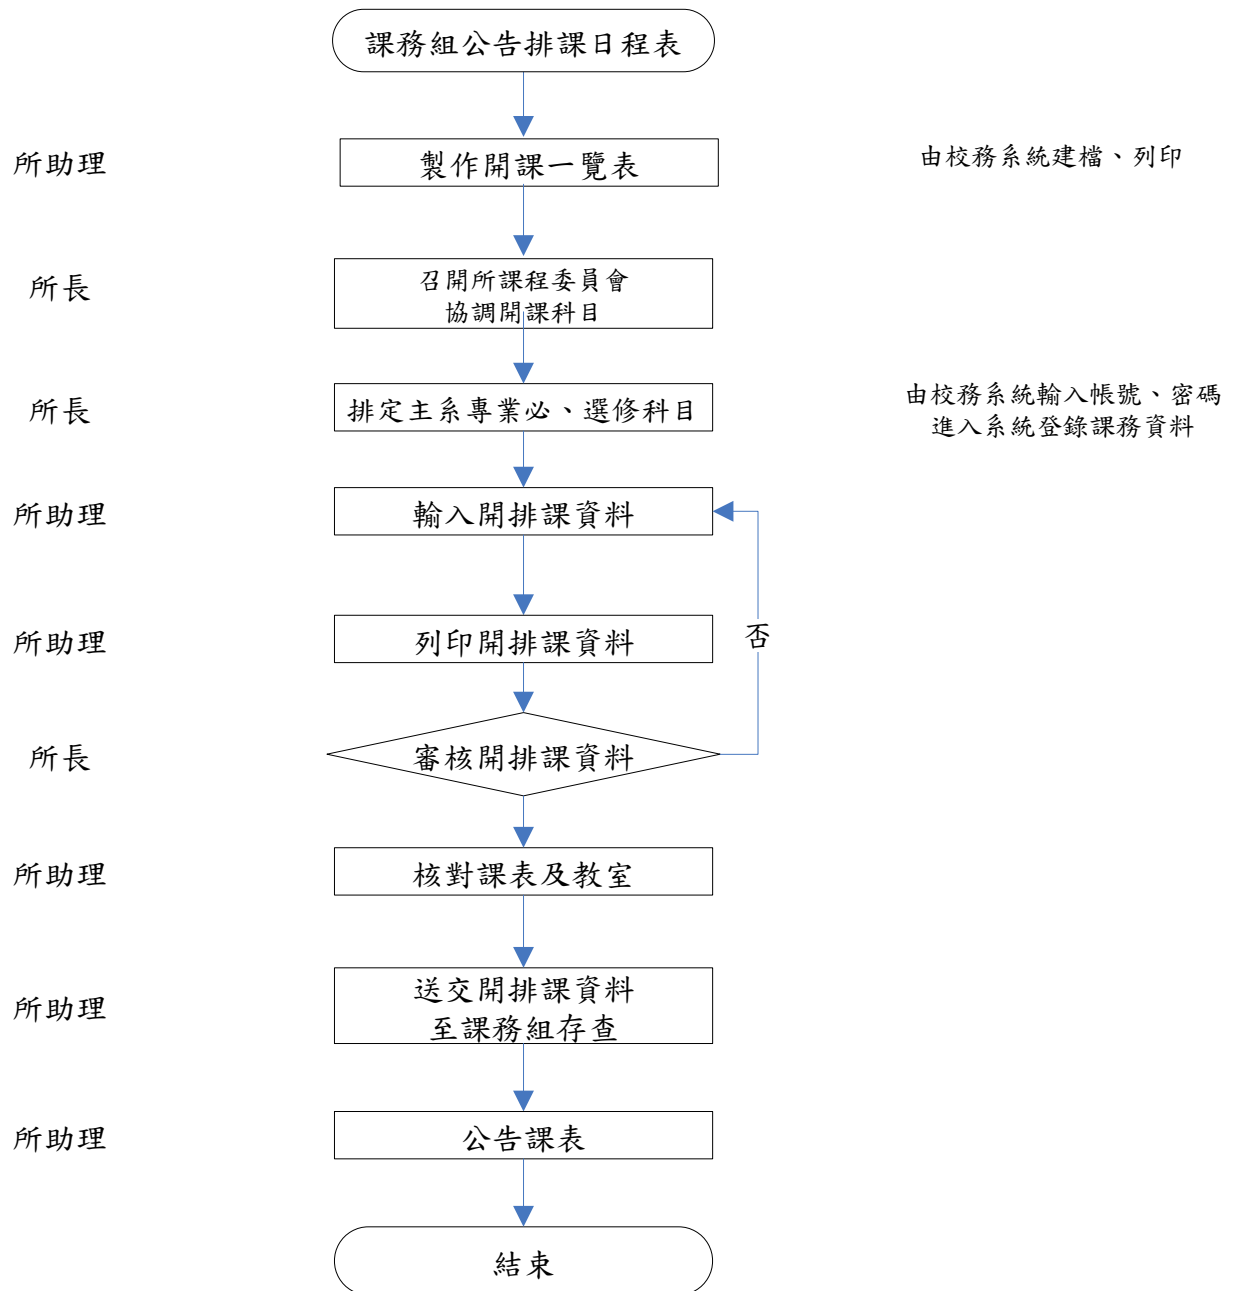 課務組公告排課日程表
所助理
製作開課一覽表
由校務系統建檔、列印
所長
召開所課程委員會
協調開課科目
所長
排定主系專業必、選修科目
由校務系統輸入帳號、密碼
進入系統登錄課務資料
所助理
輸入開排課資料
所助理
列印開排課資料
否
所長
審核開排課資料
所助理
核對課表及教室
所助理
送交開排課資料
至課務組存查
所助理
公告課表
結束